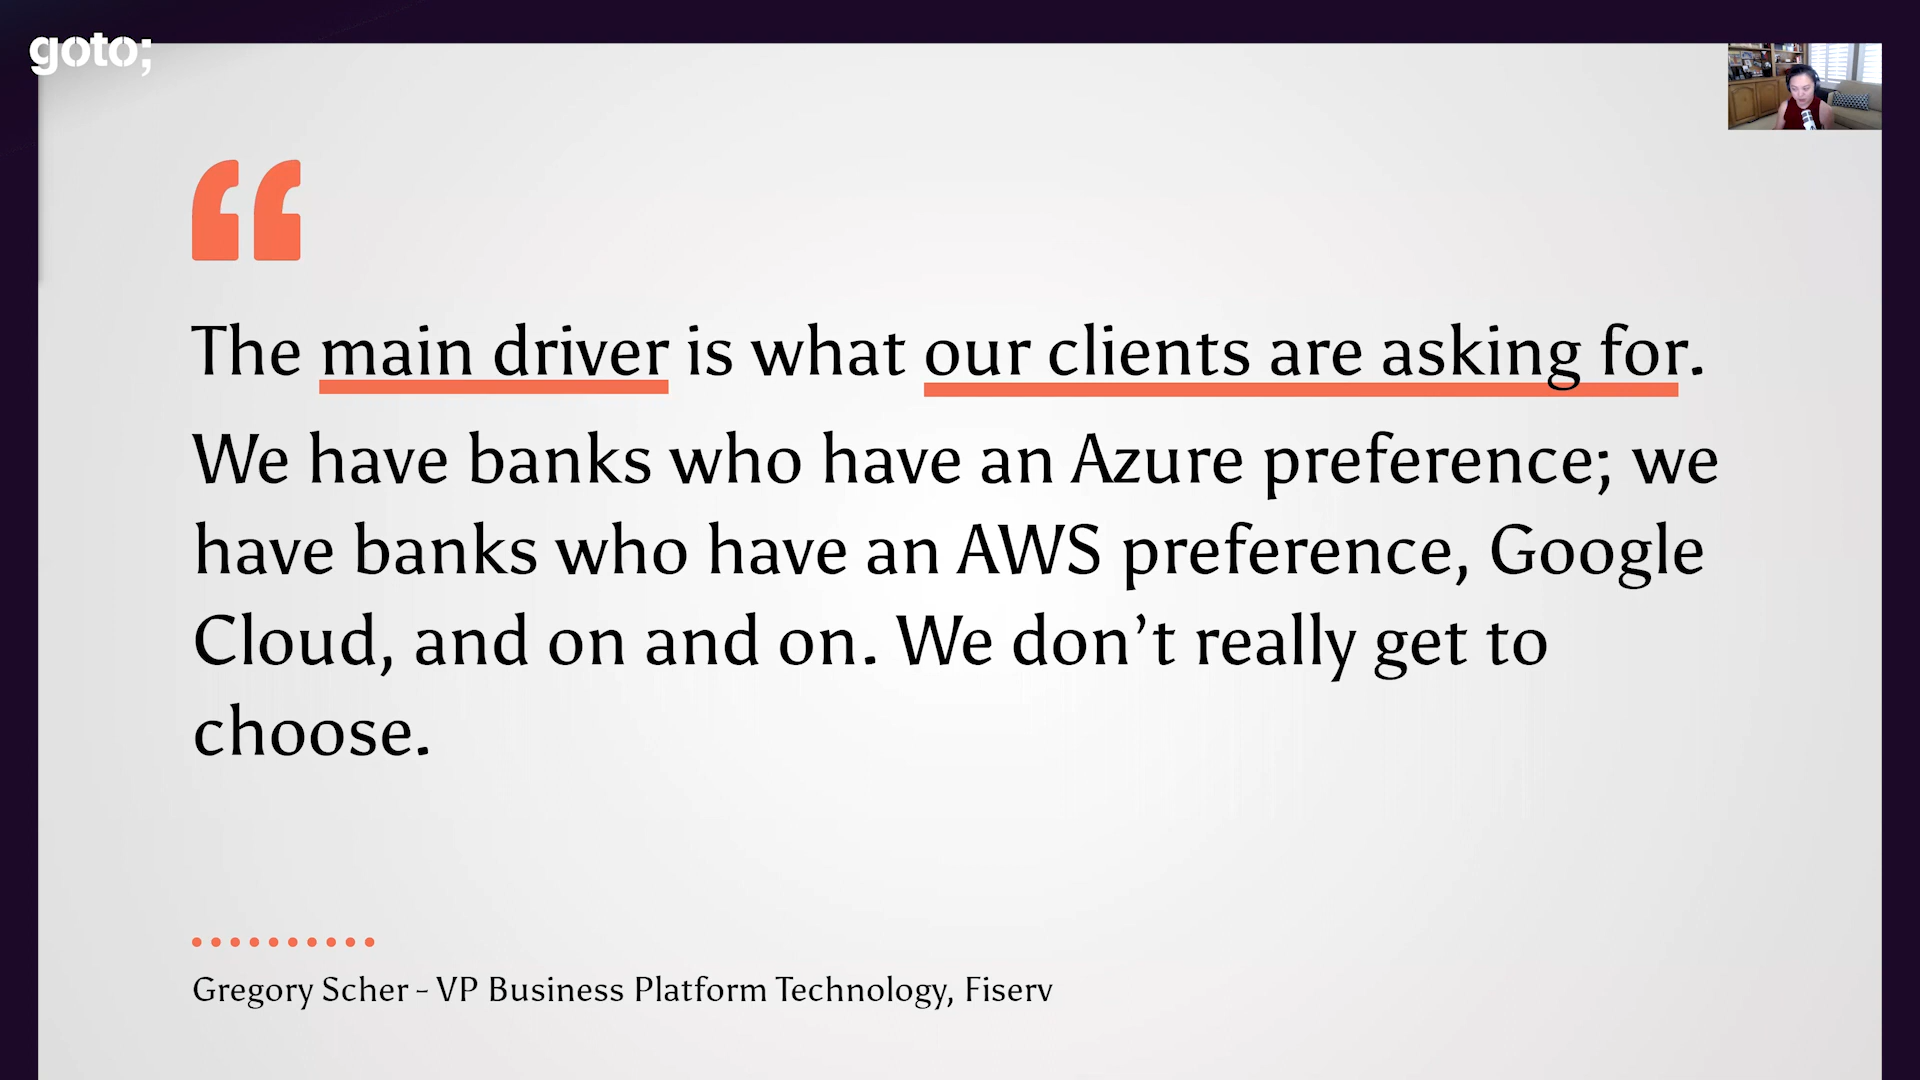 goto;
“
The main driver is what our clients are asking for.
We have banks who have an Azure preference; we
have banks who have an AWS preference, Google
Cloud, and on and on. We don’t really get to
choose.
Gregory Scher – VP Business Platform Technology, Fiserv